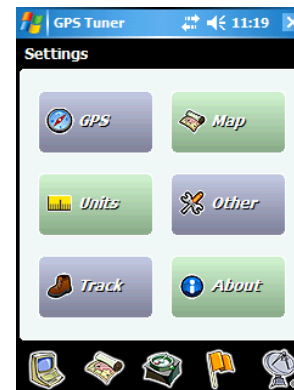 GPS Tuner 11:19
Settings
GPS Map
Units Other
Track About